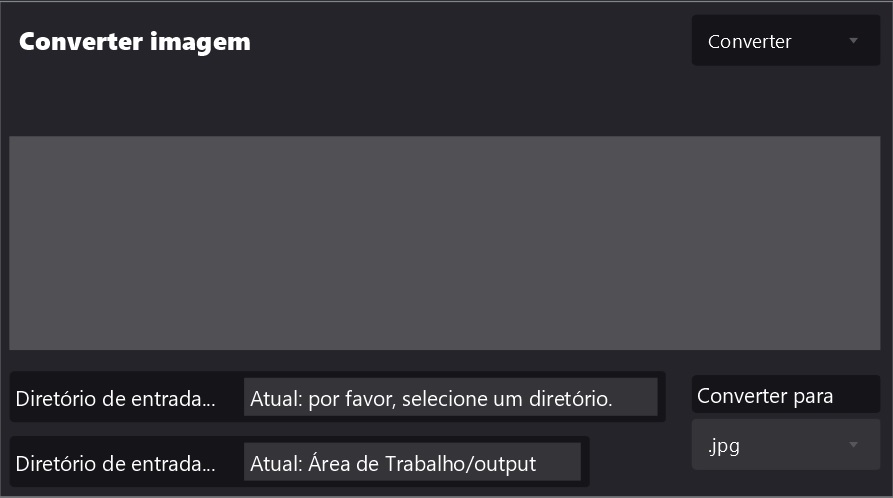 Converter imagem
Converter
Diretório de entrada...
Atual: por favor, selecione um diretório.
Converter para
Diretório de entrada...
Atual: Área de Trabalho/output
.jpg